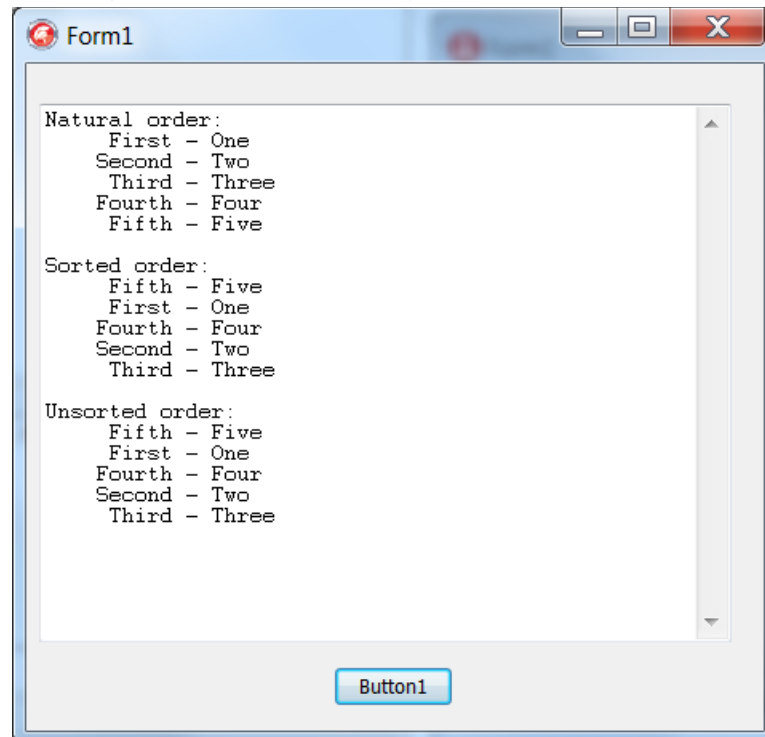 Form1
Natural order:
First - One
Second - Two
Third - Three
Fourth - Four
Fifth - Five
Sorted order:
Fifth - Five
First - One
Fourth - Four
Second - Two
Third - Three
Unsorted order:
Fifth - Five
First - One
Fourth - Four
Second - Two
Third - Three
Button1